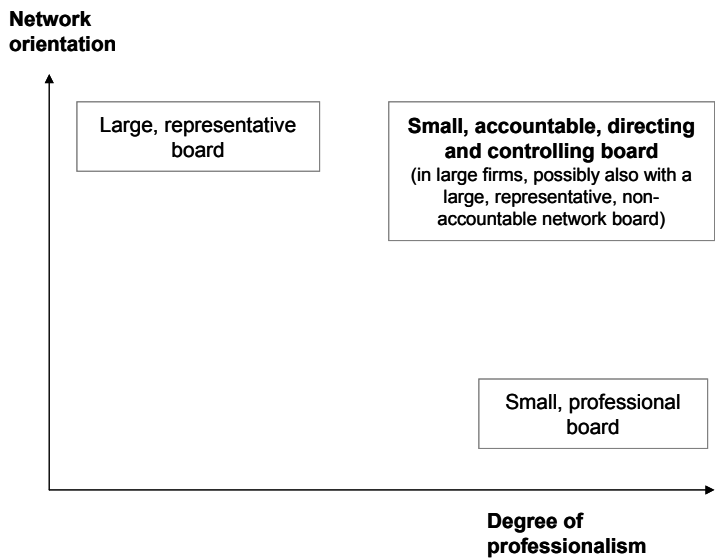 Network
orientation
Large, representative
board
Small, accountable, directing
and controlling board
(in large firms, possibly also with a
large, representative, non-
accountable network board)
Small, professional
board
Degree of
professionalism